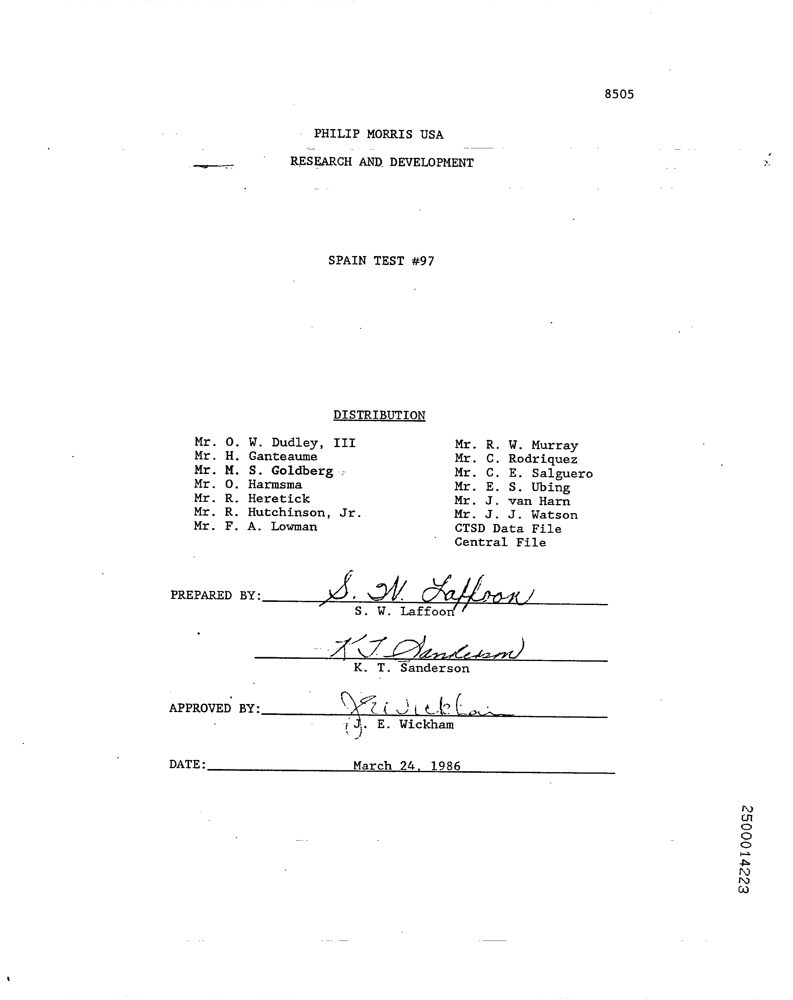 8505
PHILIP MORRIS USA
RESEARCH AND DEVELOPMENT
SPAIN TEST #97
DISTRIBUTION
Mr. O. W. Dudley, III
Mr. H. Ganteaume
Mr. M. S. Goldberg
Mr. O. Harmsma
Mr. R. Heretick
Mr. R. Hutchinson, Jr.
Mr. F. A. Lowman
Mr. R. W. Murray
Mr. C. Rodriquez
Mr. C. E. Salguero
Mr. E. S. Ubing
Mr. J. van Harn
Mr. J. J. Watson
CTSD Data File
Central File
PREPARED BY: S. W. Laffoon
S. W. Laffoon
K T Sanderson
K. T. Sanderson
APPROVED BY: J E Wickham
J. E. Wickham
DATE: March 24, 1986
2500014223